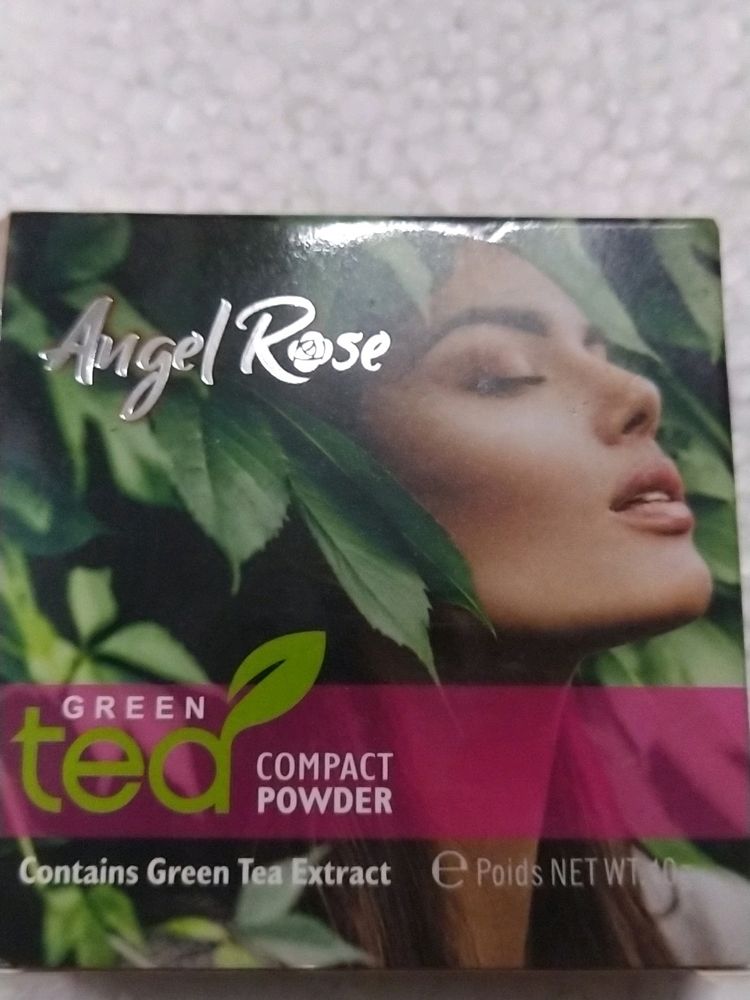 Angel Rose
GREEN
tea
COMPACT
POWDER
Contains Green Tea Extract
℮ Poids NET WT.